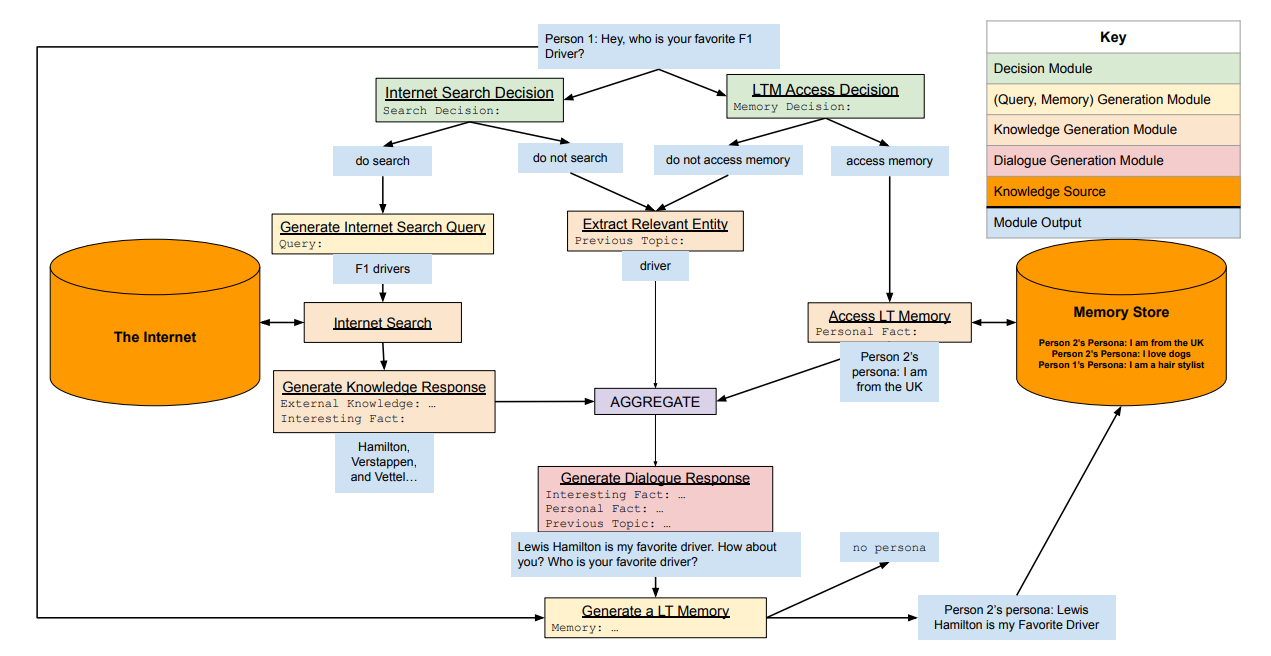 Person 1: Hey, who is your favorite F1
Driver?
Key
Decision Module
(Query, Memory) Generation Module
Knowledge Generation Module
Dialogue Generation Module
Knowledge Source
Module Output
Internet Search Decision
Search Decision:
LTM Access Decision
Memory Decision:
do search
do not search
do not access memory
access memory
Generate Internet Search Query
Query:
F1 drivers
Extract Relevant Entity
Previous Topic:
driver
The Internet
Internet Search
Access LT Memory
Personal Fact:
Person 2's
persona: I am
from the UK
Memory Store
Person 2's Persona: I am from the UK
Person 2's Persona: I love dogs
Person 1's Persona: I am a hair stylist
Generate Knowledge Response
External Knowledge: …
Interesting Fact:
Hamilton,
Verstappen,
and Vettel…
AGGREGATE
Generate Dialogue Response
Interesting Fact: …
Personal Fact: …
Previous Topic: …
Lewis Hamilton is my favorite driver. How about
you? Who is your favorite driver?
no persona
Generate a LT Memory
Memory: …
Person 2's persona: Lewis
Hamilton is my Favorite Driver